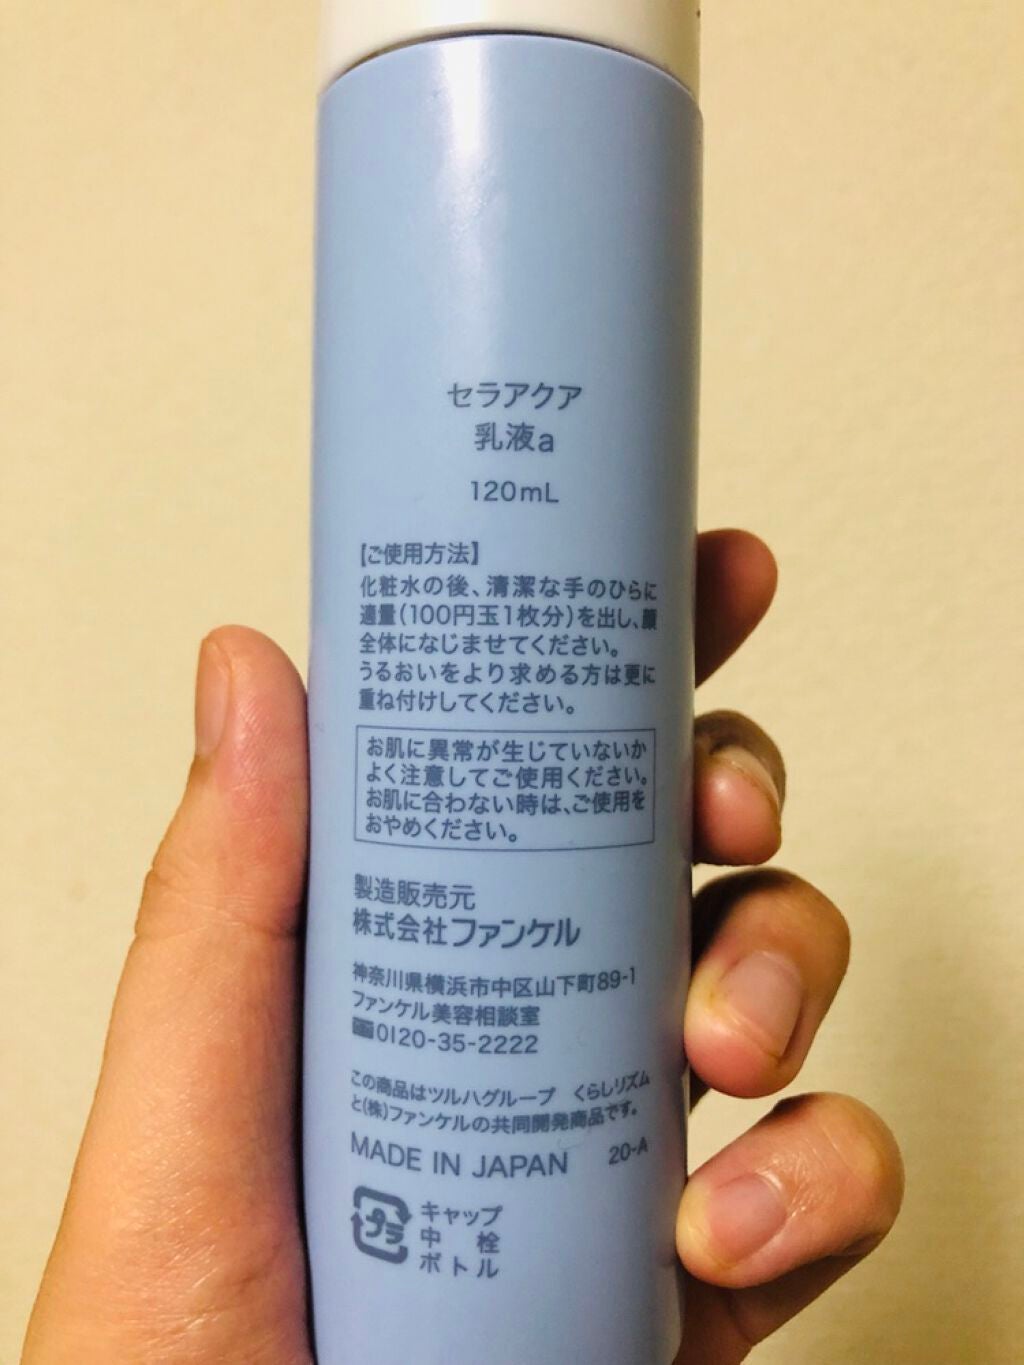 セラアクア
乳液a
120mL
【ご使用方法】
化粧水の後、清潔な手のひらに
適量(100円玉1枚分)を出し、顔
全体になじませてください。
うるおいをより求める方は更に
重ね付けしてください。
お肌に異常が生じていないか
よく注意してご使用ください。
お肌に合わない時は、ご使用を
おやめください。
製造販売元
株式会社ファンケル
神奈川県横浜市中区山下町89-1
ファンケル美容相談室
0120-35-2222
この商品はツルハグループ くらしリズム
と(株)ファンケルの共同開発商品です。
MADE IN JAPAN 20-A
プラ
キャップ
中 栓
ボトル